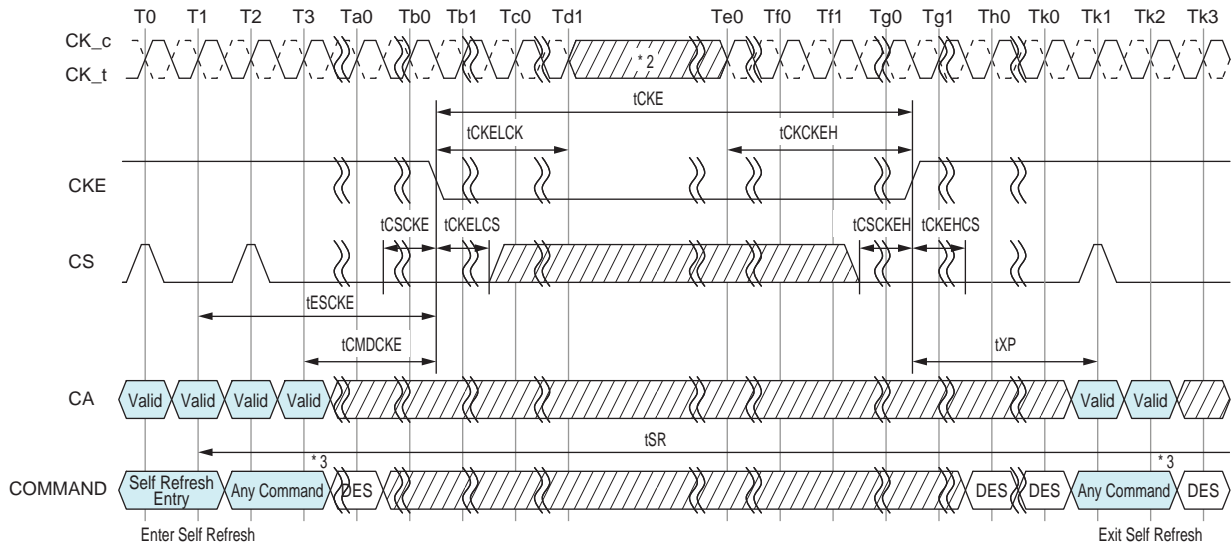 T0 T1 T2 T3 Ta0 Tb0 Tb1 Tc0 Td1 Te0 Tf0 Tf1 Tg0 Tg1 Th0 Tk0 Tk1 Tk2 Tk3
CK_c
CK_t
* 2
tCKE
tCKELCK tCKCKEH
CKE
tCSCKE tCKELCS tCSCKEH tCKEHCS
CS
tESCKE
tCMDCKE tXP
CA Valid Valid Valid Valid Valid Valid
tSR
* 3 * 3
COMMAND Self Refresh Entry Any Command DES DES DES Any Command DES
Enter Self Refresh Exit Self Refresh